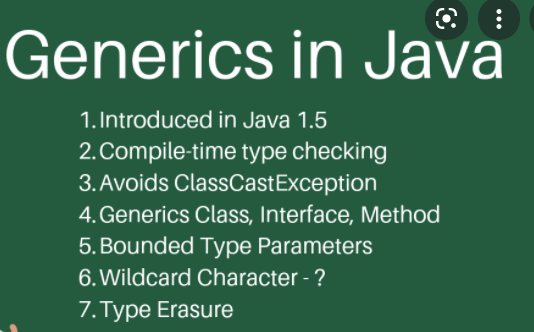 Generics in Java
1. Introduced in Java 1.5
2. Compile-time type checking
3. Avoids ClassCastException
4. Generics Class, Interface, Method
5. Bounded Type Parameters
6. Wildcard Character - ?
7. Type Erasure